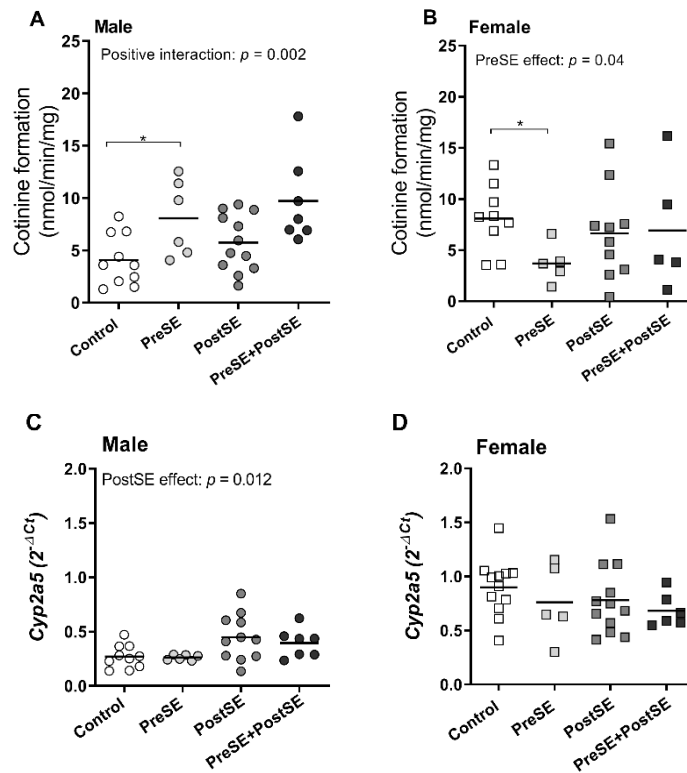 A
Male
Positive interaction: p = 0.002
Cotinine formation
(nmol/min/mg)
25
20
15
10
5
0
*
Control
PreSE
PostSE
PreSE+PostSE
B
Female
PreSE effect: p = 0.04
Cotinine formation
(nmol/min/mg)
25
20
15
10
5
0
*
Control
PreSE
PostSE
PreSE+PostSE
C
Male
PostSE effect: p = 0.012
Cyp2a5 (2^-ΔCt)
2.0
1.5
1.0
0.5
0.0
Control
PreSE
PostSE
PreSE+PostSE
D
Female
Cyp2a5 (2^-ΔCt)
2.0
1.5
1.0
0.5
0.0
Control
PreSE
PostSE
PreSE+PostSE